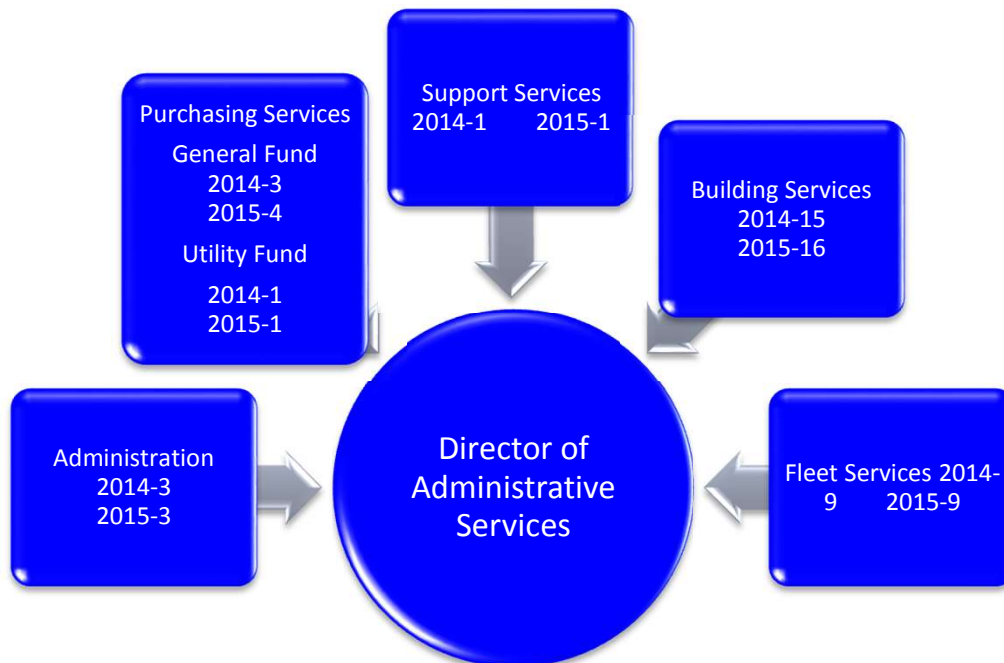 Support Services
2014-1 2015-1
Purchasing Services
General Fund
2014-3
2015-4
Utility Fund
2014-1
2015-1
Building Services
2014-15
2015-16
Administration
2014-3
2015-3
Director of
Administrative
Services
Fleet Services 2014-
9 2015-9